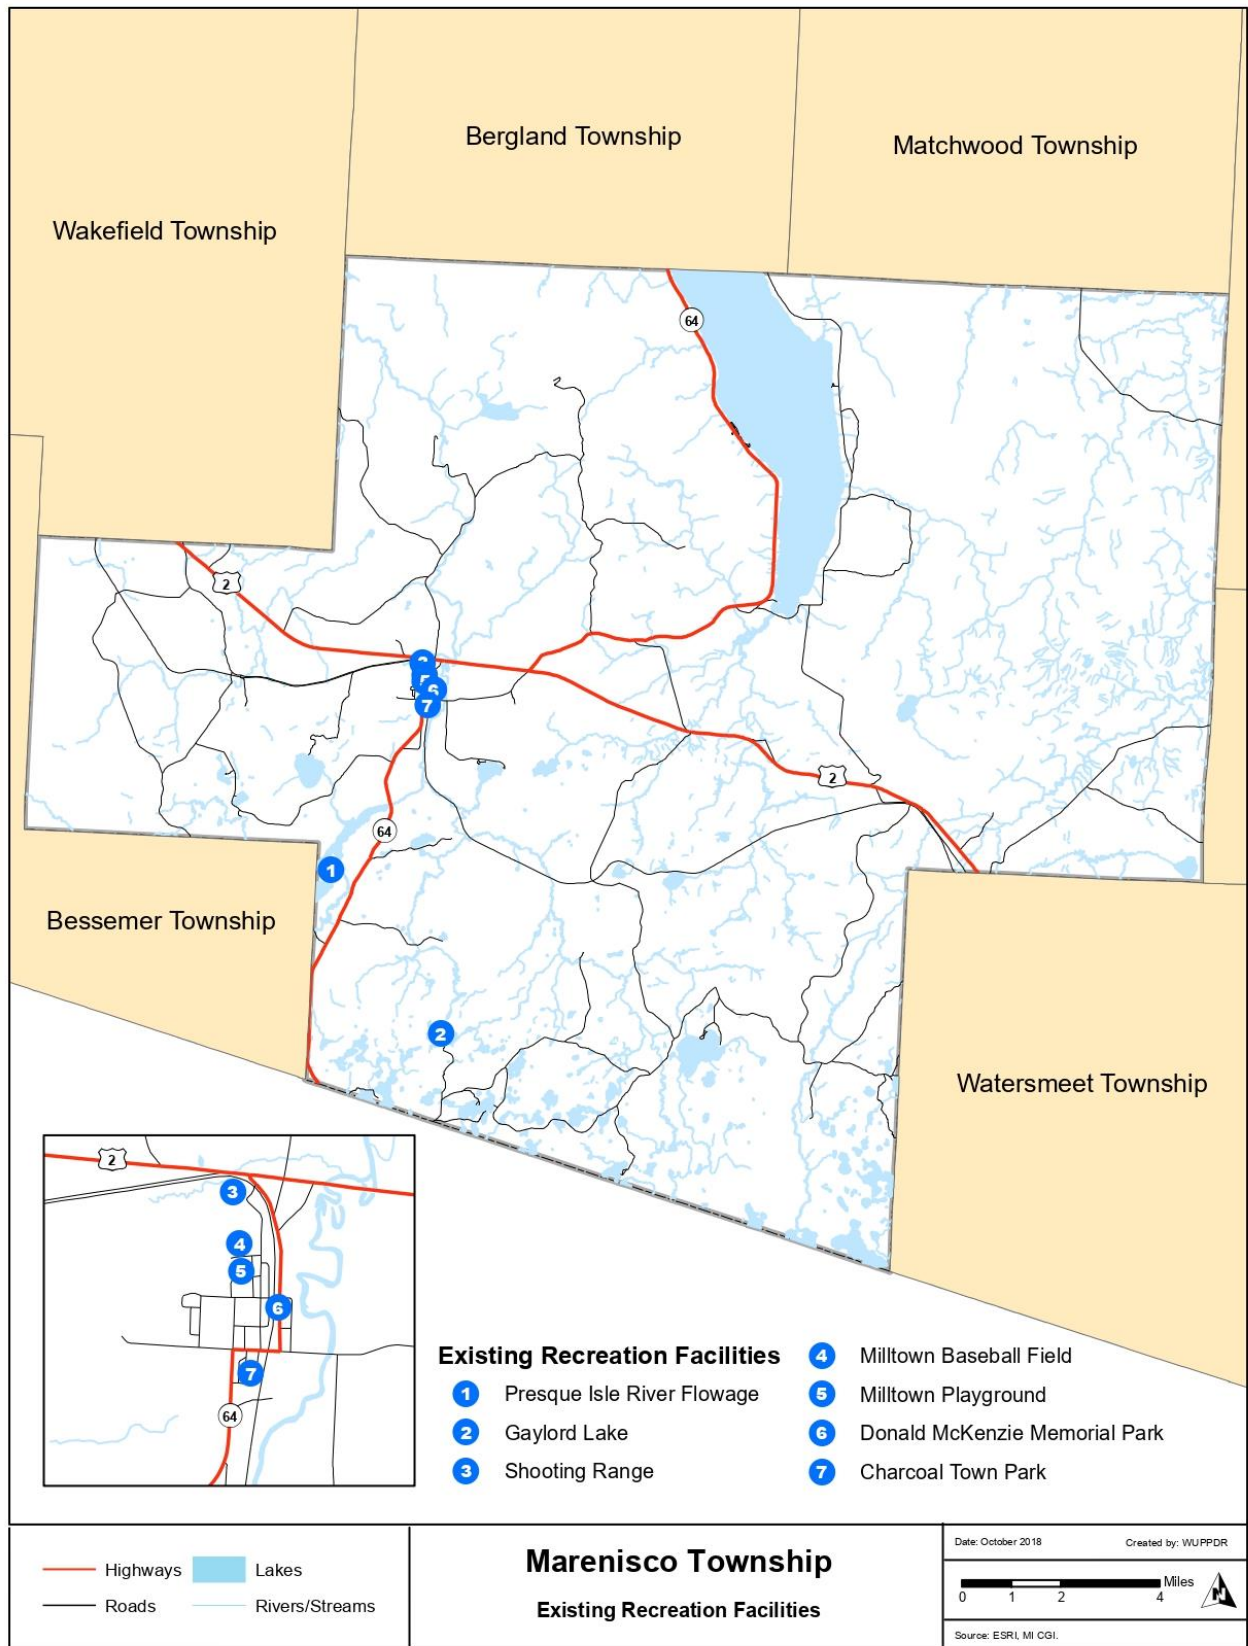 Bergland Township
Matchwood Township
Wakefield Township
64
2
3
5
6
7
2
64
1
Bessemer Township
2
Watersmeet Township
2
3
4
5
6
7
64
Existing Recreation Facilities
1 Presque Isle River Flowage
2 Gaylord Lake
3 Shooting Range
4 Milltown Baseball Field
5 Milltown Playground
6 Donald McKenzie Memorial Park
7 Charcoal Town Park
Highways
Lakes
Roads
Rivers/Streams
Marenisco Township
Existing Recreation Facilities
Date: October 2018
Created by: WUPPDR
Miles
0 1 2 4
N
Source: ESRI, MI CGI.